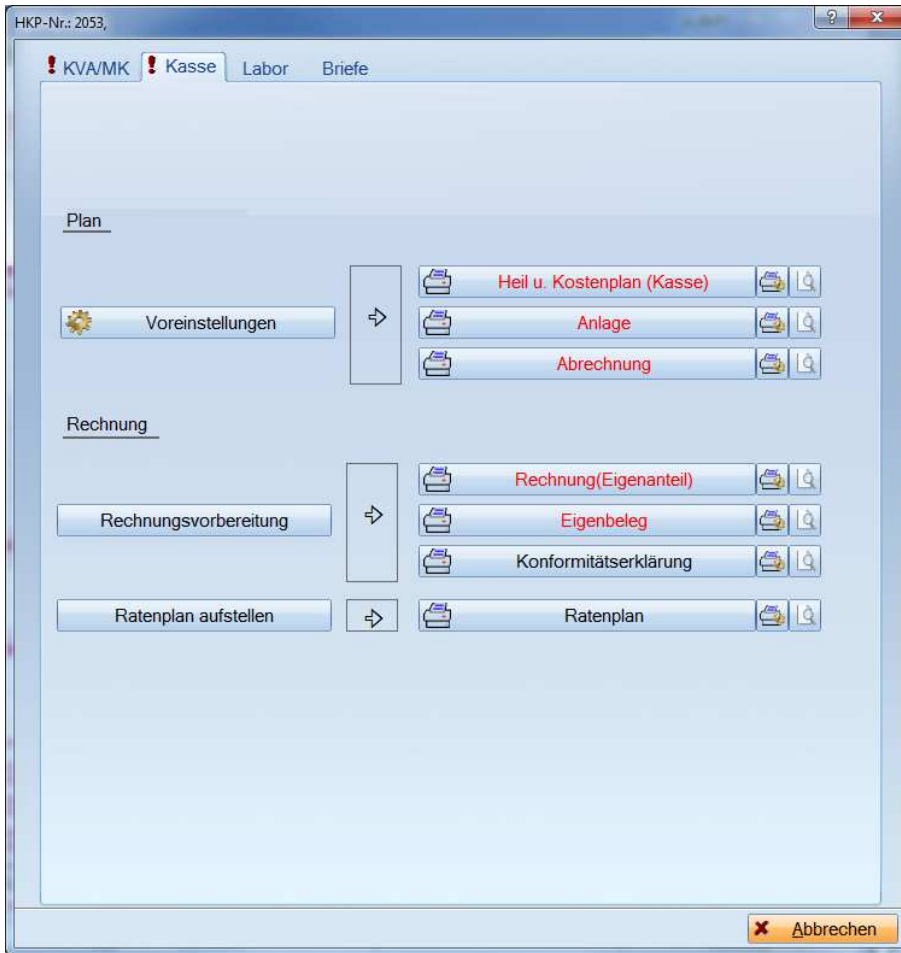 HKP-Nr.: 2053,
KVA/MK Kasse Labor Briefe
Plan
Heil u. Kostenplan (Kasse)
Voreinstellungen
Anlage
Abrechnung
Rechnung
Rechnung(Eigenanteil)
Rechnungsvorbereitung
Eigenbeleg
Konformitätserklärung
Ratenplan aufstellen
Ratenplan
Abbrechen